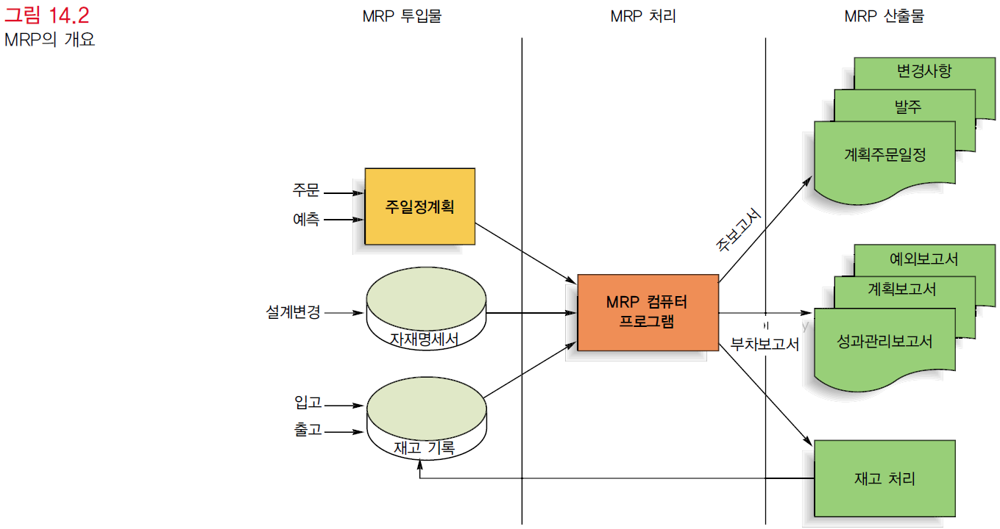 그림 14.2
MRP의 개요
MRP 투입물
MRP 처리
MRP 산출물
변경사항
발주
계획주문일정
주문
예측
주일정계획
주보고서
예외보고서
계획보고서
성과관리보고서
MRP 컴퓨터
프로그램
설계변경
자재명세서
부차보고서
입고
출고
재고 기록
재고 처리